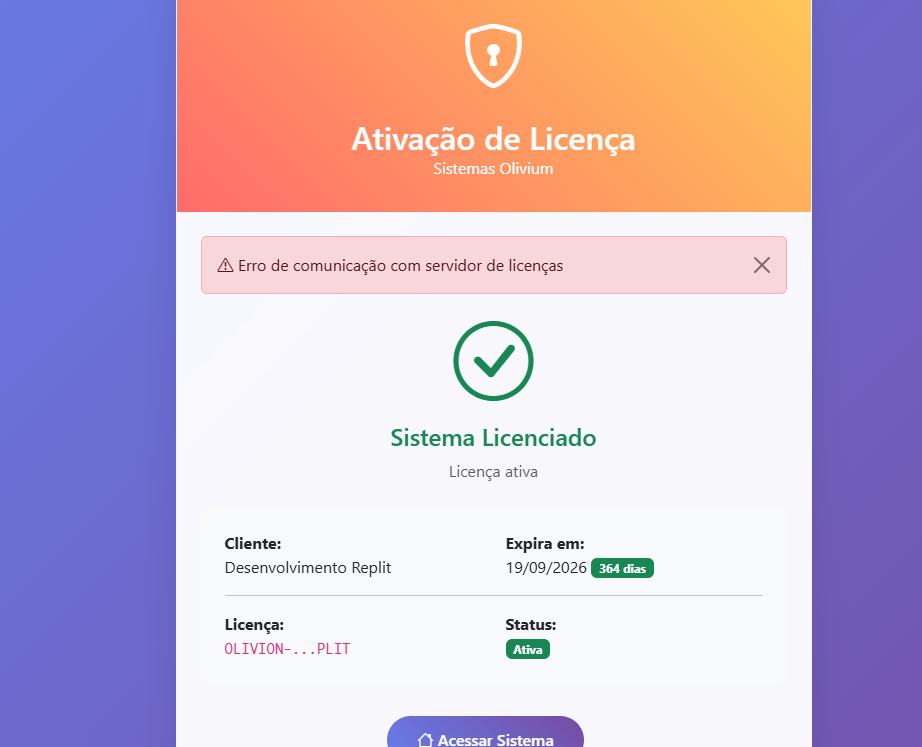 Ativação de Licença
Sistemas Olivium
Erro de comunicação com servidor de licenças
Sistema Licenciado
Licença ativa
Cliente:
Desenvolvimento Replit
Expira em:
19/09/2026 364 dias
Licença:
OLIVION-...PLIT
Status:
Ativa
Acessar Sistema